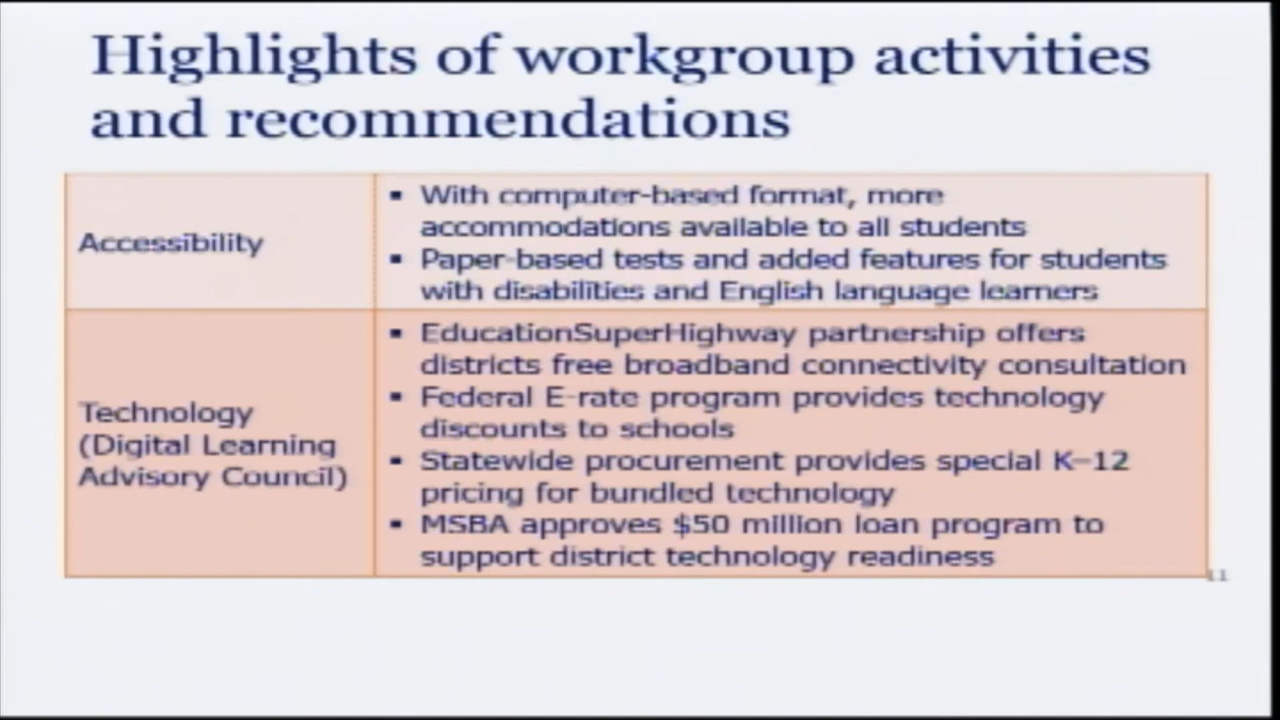 Highlights of workgroup activities
and recommendations
Accessibility
▪ With computer-based format, more
accommodations available to all students
▪ Paper-based tests and added features for students
with disabilities and English language learners
Technology
(Digital Learning
Advisory Council)
▪ EducationSuperHighway partnership offers
districts free broadband connectivity consultation
▪ Federal E-rate program provides technology
discounts to schools
▪ Statewide procurement provides special K–12
pricing for bundled technology
▪ MSBA approves $50 million loan program to
support district technology readiness
11